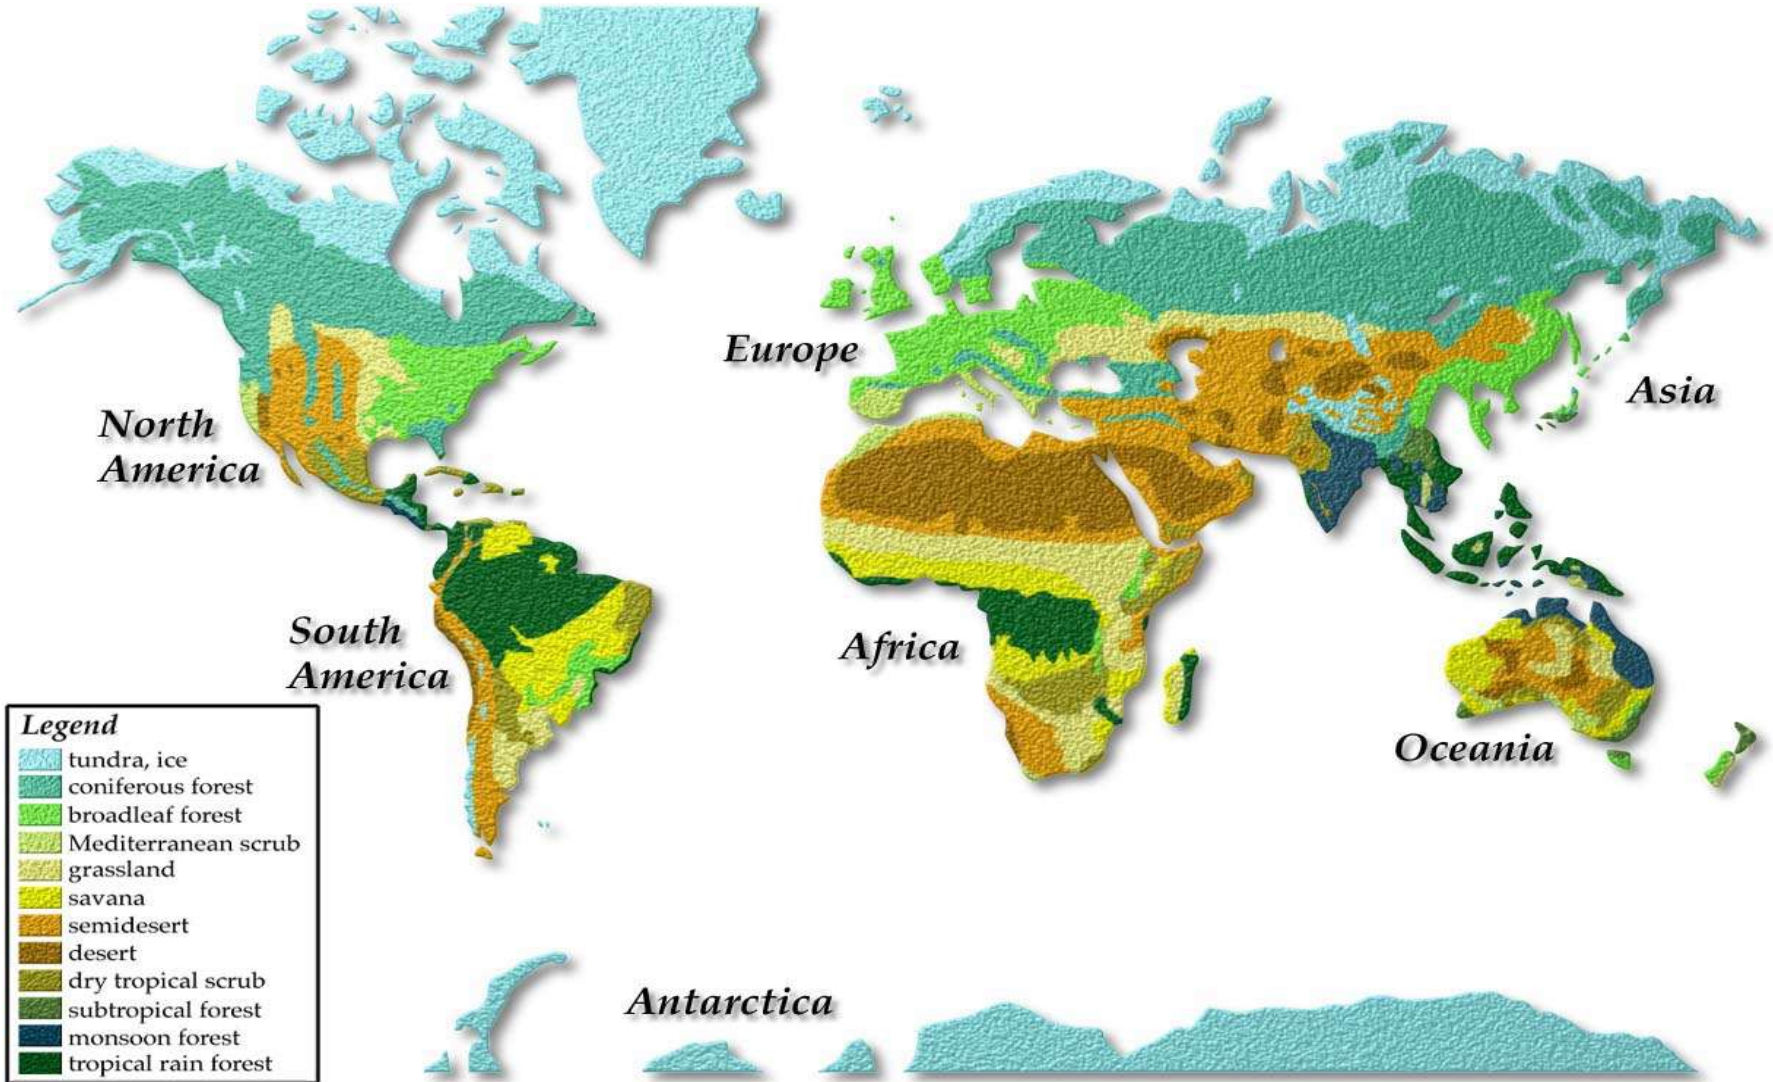 Europe
Asia
North
America
South
America
Africa
Oceania
Antarctica
Legend
tundra, ice
coniferous forest
broadleaf forest
Mediterranean scrub
grassland
savana
semidesert
desert
dry tropical scrub
subtropical forest
monsoon forest
tropical rain forest